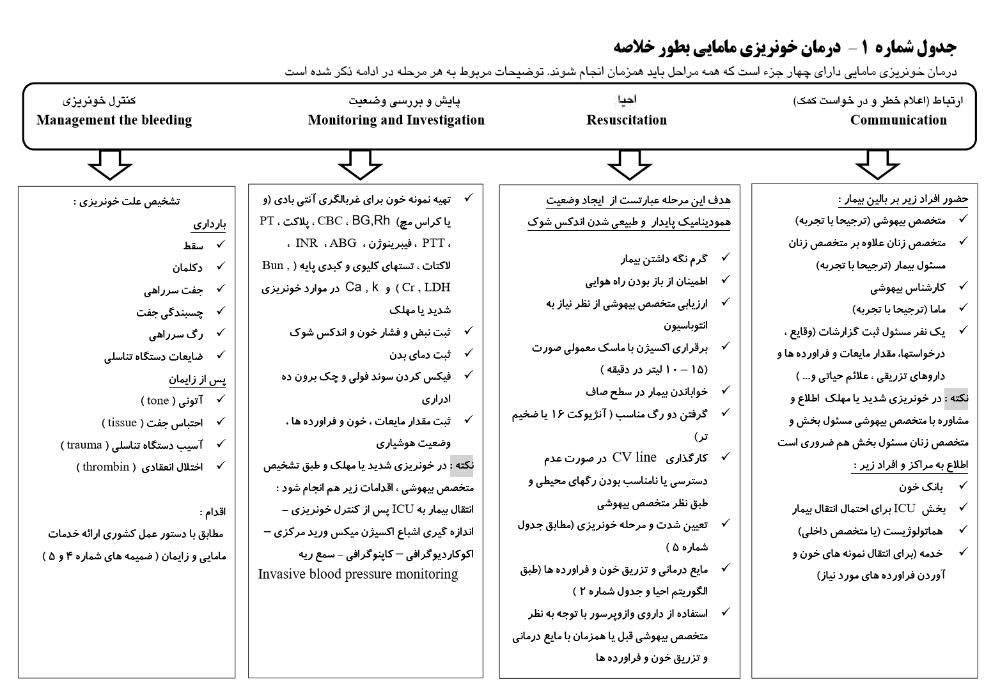 جدول شماره ۱ – درمان خونریزی مامایی بطور خلاصه
درمان خونریزی مامایی دارای چهار جزء است که همه مراحل باید همزمان انجام شوند. توضیحات مربوط به هر مرحله در ادامه ذکر شده است
ارتباط (اعلام خطر و در خواست کمک)
Communication
احیا
Resuscitation
پایش و بررسی وضعیت
Monitoring and Investigation
کنترل خونریزی
Management the bleeding
حضور افراد زیر بر بالین بیمار :
✓ متخصص بیهوشی (ترجیحا با تجربه)
✓ متخصص زنان علاوه بر متخصص زنان
مسئول بیمار (ترجیحا با تجربه)
✓ کارشناس بیهوشی
✓ ماما (ترجیحا با تجربه)
✓ یک نفر مسئول ثبت گزارشات (وقایع ،
درخواستها، مقدار مایعات و فراورده ها و
داروهای تزریقی ، علائم حیاتی و... )
نکته : در خونریزی شدید یا مهلک اطلاع و
مشاوره با متخصص بیهوشی مسئول بخش و
متخصص زنان مسئول بخش هم ضروری است
اطلاع به مراکز و افراد زیر :
✓ بانک خون
✓ بخش ICU برای احتمال انتقال بیمار
✓ هماتولوژیست (یا متخصص داخلی)
✓ خدمه (برای انتقال نمونه های خون و
آوردن فراورده های مورد نیاز)
هدف این مرحله عبارتست از ایجاد وضعیت
همودینامیک پایدار و طبیعی شدن اندکس شوک
✓ گرم نگه داشتن بیمار
✓ اطمینان از باز بودن راه هوایی
✓ ارزیابی متخصص بیهوشی از نظر نیاز به
انتوباسیون
✓ برقراری اکسیژن با ماسک معمولی صورت
(۱۵ – ۱۰ لیتر در دقیقه )
✓ خواباندن بیمار در سطح صاف
✓ گرفتن دو رگ مناسب ( آنژیوکت ۱۶ یا ضخیم
تر)
✓ کارگذاری CV line در صورت عدم
دسترسی یا نامناسب بودن رگهای محیطی و
طبق نظر متخصص بیهوشی
✓ تعیین شدت و مرحله خونریزی (مطابق جدول
شماره ۵ )
✓ مایع درمانی و تزریق خون و فراورده ها (طبق
الگوریتم احیا و جدول شماره ۲ )
✓ استفاده از داروی وازوپرسور با توجه به نظر
متخصص بیهوشی قبل یا همزمان با مایع درمانی
و تزریق خون و فراورده ها
✓ تهیه نمونه خون برای غربالگری آنتی بادی (و
یا کراس مچ) CBC ، BG,Rh ، پلاکت ، PT
، PTT ، فیبرینوژن ، INR ، ABG ،
لاکتات ، تستهای کلیوی و کبدی پایه ( Bun ,
Cr , LDH ) و Ca , k در موارد خونریزی
شدید یا مهلک
✓ ثبت نبض و فشار خون و اندکس شوک
✓ ثبت دمای بدن
✓ فیکس کردن سوند فولی و چک برون ده
ادراری
✓ ثبت مقدار مایعات ، خون و فراورده ها ،
وضعیت هوشیاری
نکته : در خونریزی شدید یا مهلک و طبق تشخیص
متخصص بیهوشی ، اقدامات زیر هم انجام شود :
انتقال بیمار به ICU پس از کنترل خونریزی –
اندازه گیری اشباع اکسیژن میکس ورید مرکزی –
اکوکاردیوگرافی – کاپنوگرافی – سمع ریه
Invasive blood pressure monitoring
تشخیص علت خونریزی :
بارداری
✓ سقط
✓ دکلمان
✓ جفت سرراهی
✓ چسبندگی جفت
✓ رگ سرراهی
✓ ضایعات دستگاه تناسلی
پس از زایمان
✓ آتونی ( tone )
✓ احتباس جفت ( tissue )
✓ آسیب دستگاه تناسلی ( trauma )
✓ اختلال انعقادی ( thrombin )
اقدام :
مطابق با دستور عمل کشوری ارائه خدمات
مامایی و زایمان ( ضمیمه های شماره ۴ و ۵ )